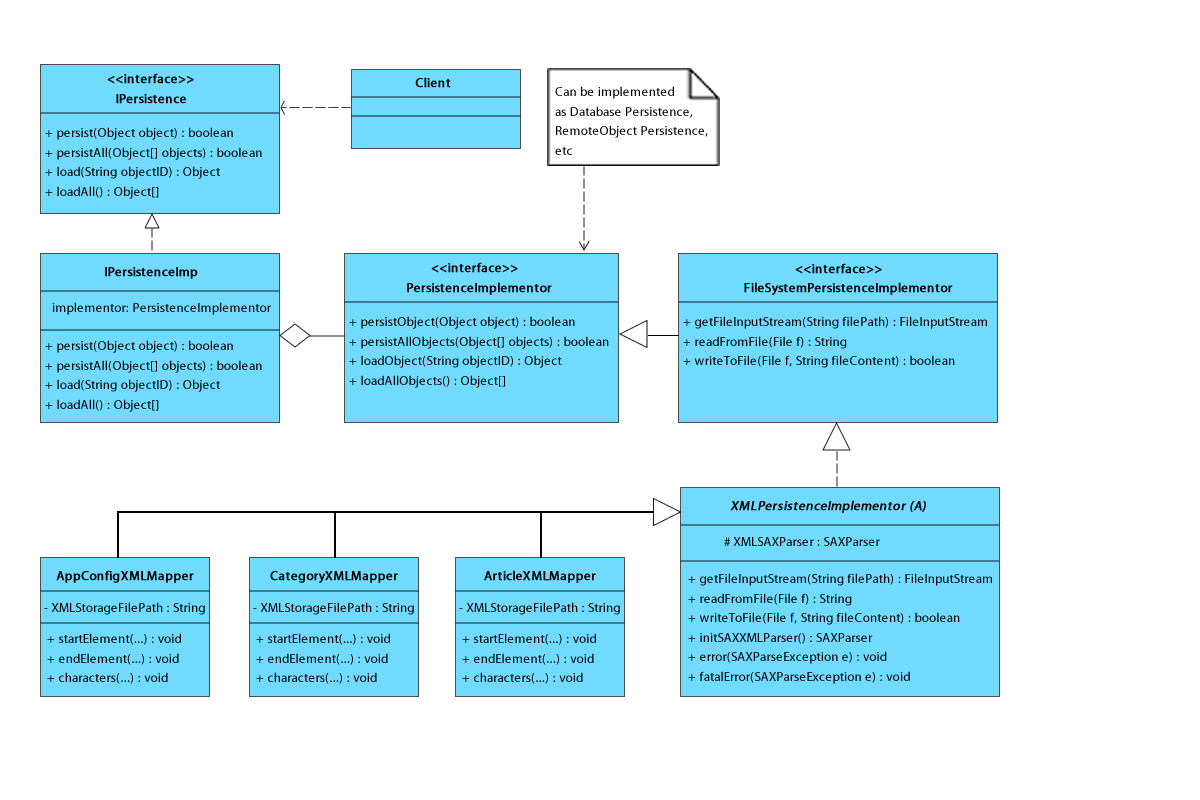 <<interface>>
IPersistence
+ persist(Object object) : boolean
+ persistAll(Object[] objects) : boolean
+ load(String objectID) : Object
+ loadAll() : Object[]
Client
Can be implemented
as Database Persistence,
RemoteObject Persistence,
etc
IPersistenceImp
implementor: PersistenceImplementor
+ persist(Object object) : boolean
+ persistAll(Object[] objects) : boolean
+ load(String objectID) : Object
+ loadAll() : Object[]
<<interface>>
PersistenceImplementor
+ persistObject(Object object) : boolean
+ persistAllObjects(Object[] objects) : boolean
+ loadObject(String objectID) : Object
+ loadAllObjects() : Object[]
<<interface>>
FileSystemPersistenceImplementor
+ getFileInputStream(String filePath) : FileInputStream
+ readFromFile(File f) : String
+ writeToFile(File f, String fileContent) : boolean
XMLPersistenceImplementor (A)
# XMLSAXParser : SAXParser
+ getFileInputStream(String filePath) : FileInputStream
+ readFromFile(File f) : String
+ writeToFile(File f, String fileContent) : boolean
+ initSAXXMLParser() : SAXParser
+ error(SAXParseException e) : void
+ fatalError(SAXParseException e) : void
AppConfigXMLMapper
- XMLStorageFilePath : String
+ startElement(...) : void
+ endElement(...) : void
+ characters(...) : void
CategoryXMLMapper
- XMLStorageFilePath : String
+ startElement(...) : void
+ endElement(...) : void
+ characters(...) : void
ArticleXMLMapper
- XMLStorageFilePath : String
+ startElement(...) : void
+ endElement(...) : void
+ characters(...) : void